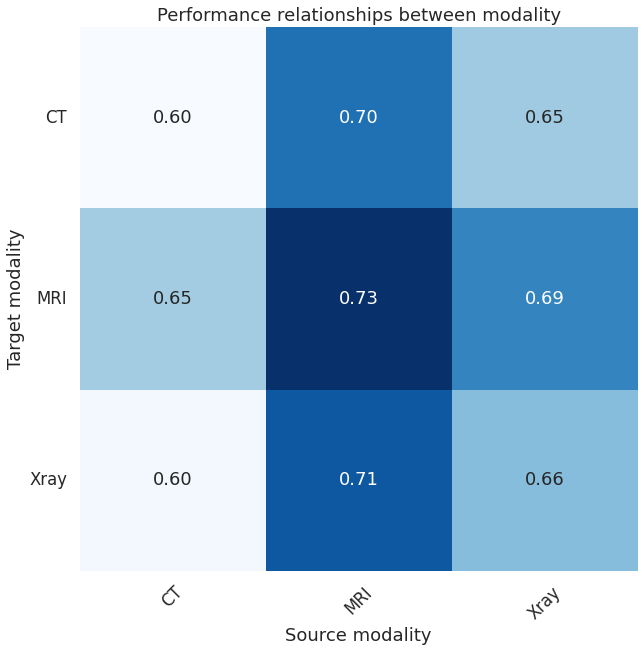 Performance relationships between modality
CT
0.60
0.70
0.65
Target modality
MRI
0.65
0.73
0.69
Xray
0.60
0.71
0.66
CT
MRI
Xray
Source modality